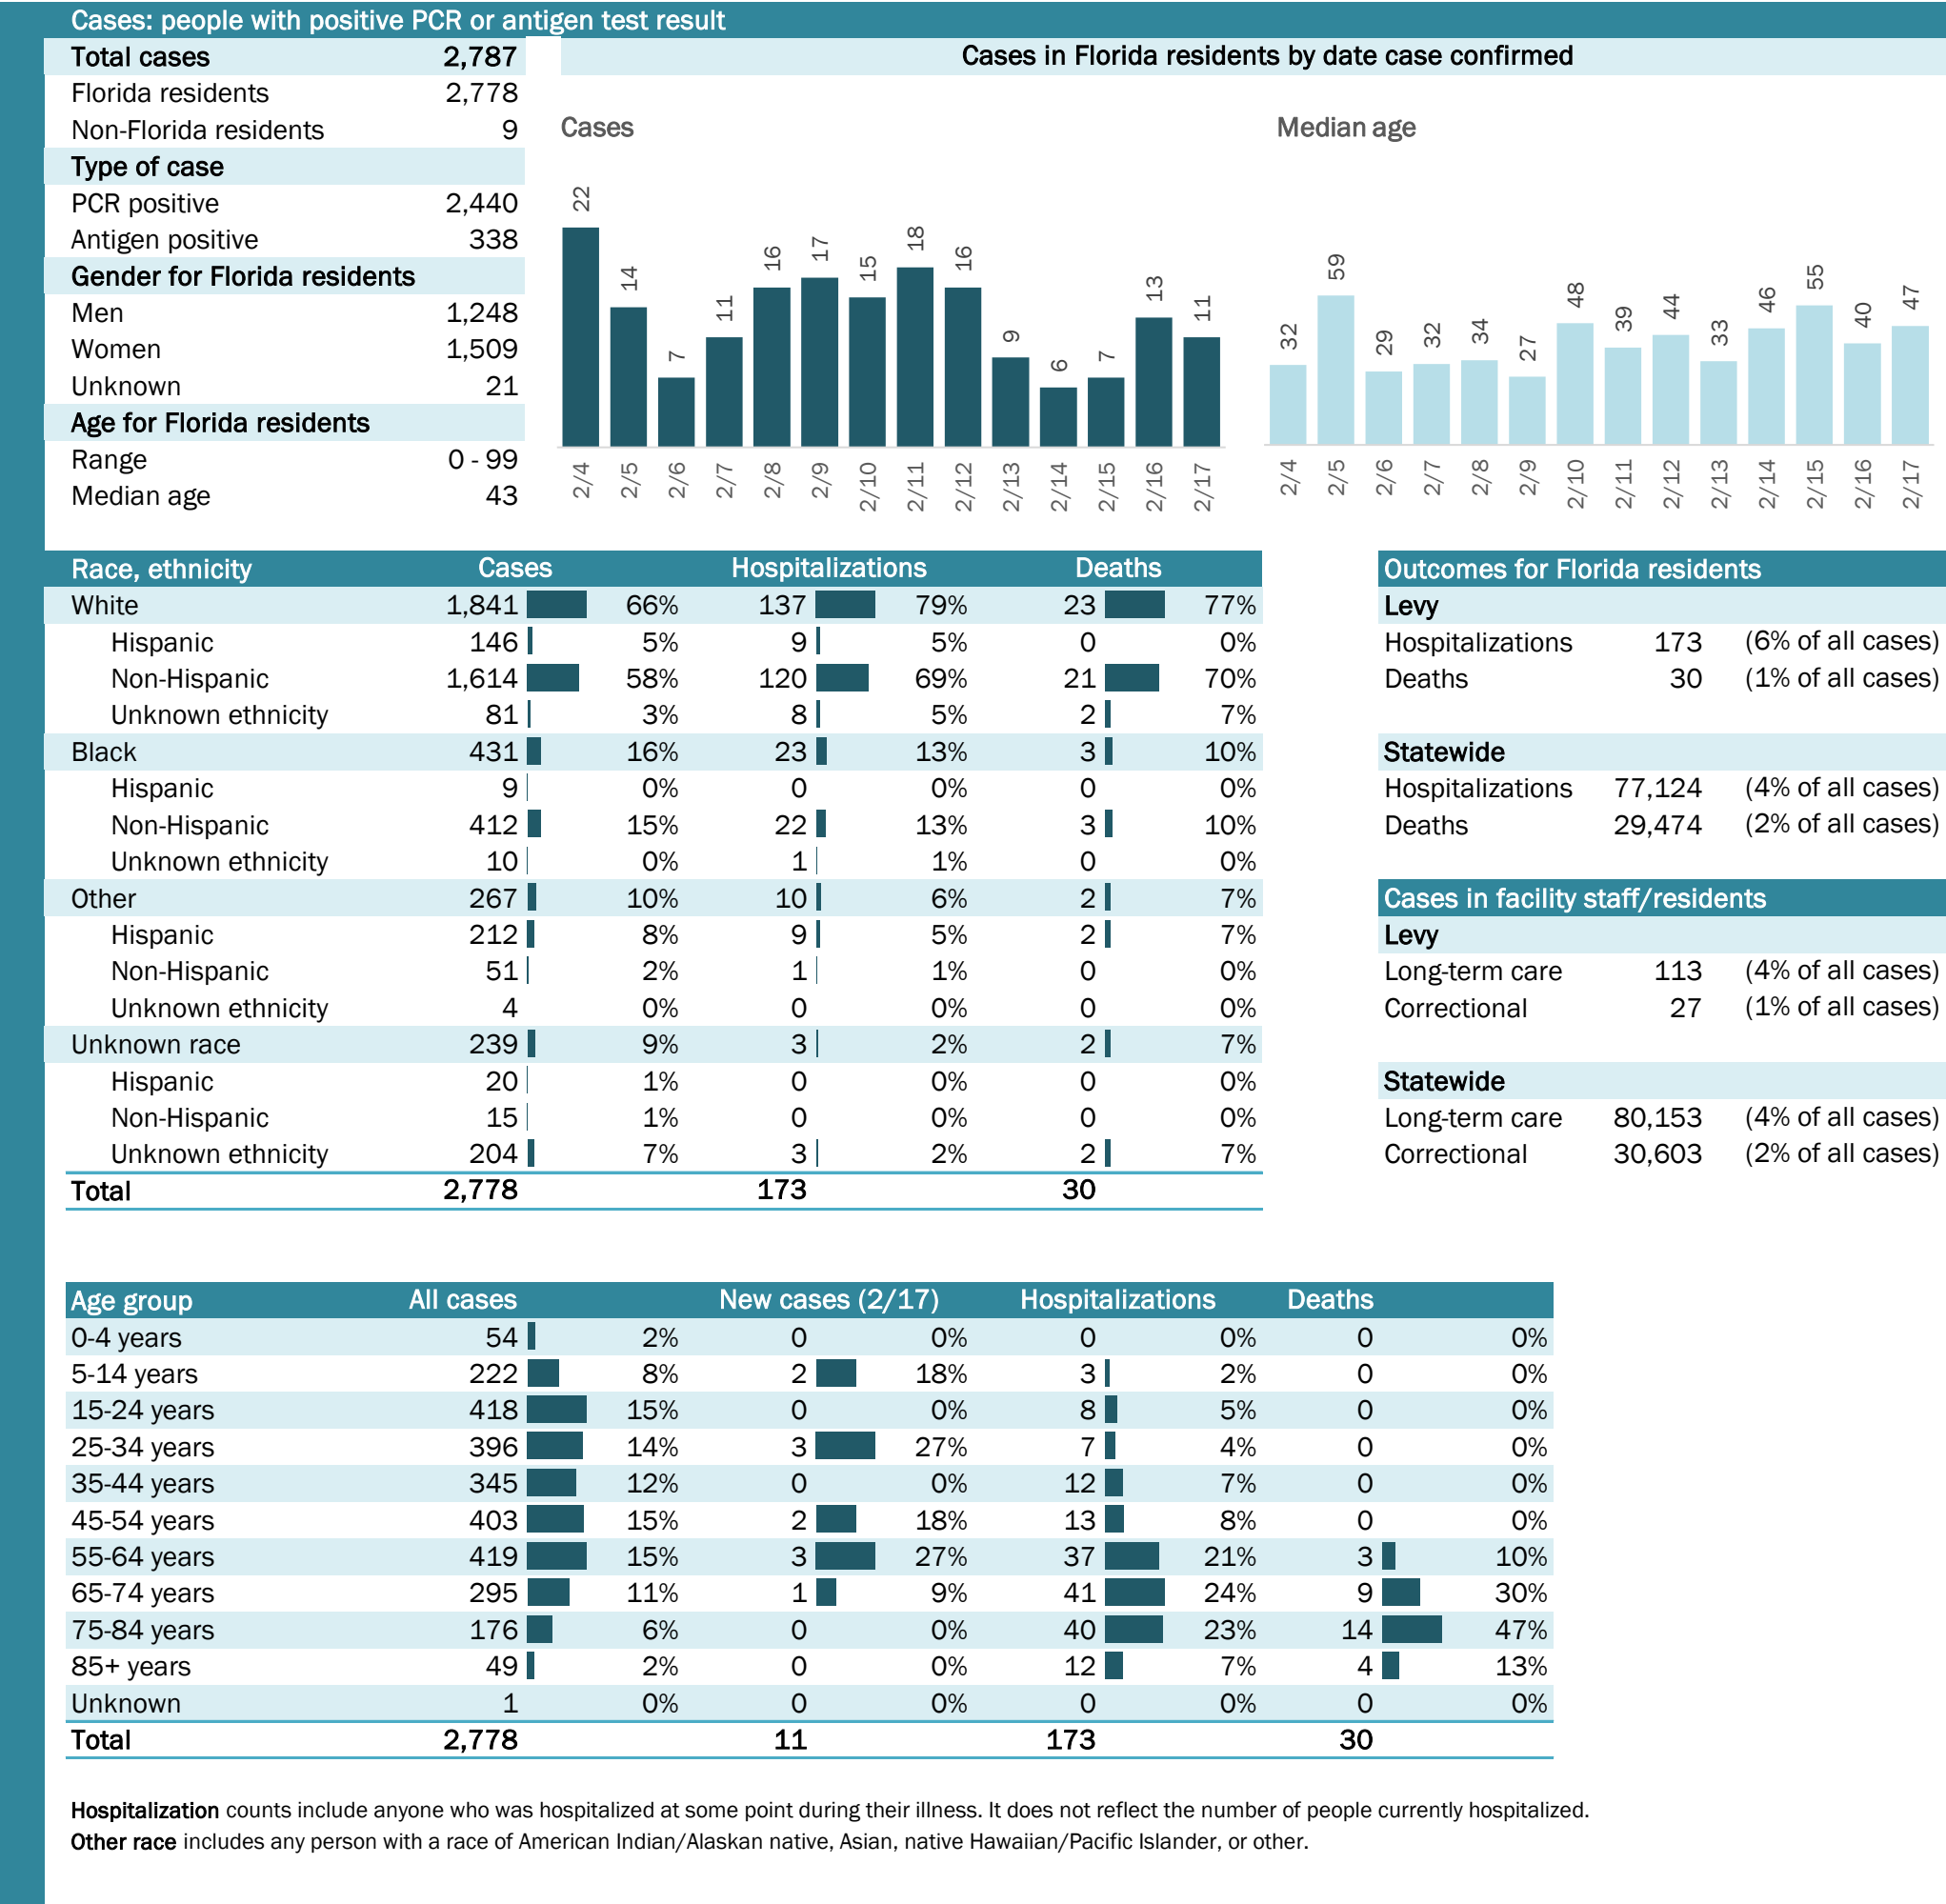 Cases: people with positive PCR or antigen test result
Total cases 2,787
Florida residents 2,778
Non-Florida residents 9
Type of case
PCR positive 2,440
Antigen positive 338
Gender for Florida residents
Men 1,248
Women 1,509
Unknown 21
Age for Florida residents
Range 0 - 99
Median age 43
Cases in Florida residents by date case confirmed
Cases
22 14 7 11 16 17 15 18 16 9 6 7 13 11
2/4 2/5 2/6 2/7 2/8 2/9 2/10 2/11 2/12 2/13 2/14 2/15 2/16 2/17
Median age
32 59 29 32 34 27 48 39 44 33 46 55 40 47
2/4 2/5 2/6 2/7 2/8 2/9 2/10 2/11 2/12 2/13 2/14 2/15 2/16 2/17
Race, ethnicity Cases Hospitalizations Deaths
White 1,841 66% 137 79% 23 77%
Hispanic 146 5% 9 5% 0 0%
Non-Hispanic 1,614 58% 120 69% 21 70%
Unknown ethnicity 81 3% 8 5% 2 7%
Black 431 16% 23 13% 3 10%
Hispanic 9 0% 0 0% 0 0%
Non-Hispanic 412 15% 22 13% 3 10%
Unknown ethnicity 10 0% 1 1% 0 0%
Other 267 10% 10 6% 2 7%
Hispanic 212 8% 9 5% 2 7%
Non-Hispanic 51 2% 1 1% 0 0%
Unknown ethnicity 4 0% 0 0% 0 0%
Unknown race 239 9% 3 2% 2 7%
Hispanic 20 1% 0 0% 0 0%
Non-Hispanic 15 1% 0 0% 0 0%
Unknown ethnicity 204 7% 3 2% 2 7%
Total 2,778 173 30
Outcomes for Florida residents
Levy
Hospitalizations 173 (6% of all cases)
Deaths 30 (1% of all cases)
Statewide
Hospitalizations 77,124 (4% of all cases)
Deaths 29,474 (2% of all cases)
Cases in facility staff/residents
Levy
Long-term care 113 (4% of all cases)
Correctional 27 (1% of all cases)
Statewide
Long-term care 80,153 (4% of all cases)
Correctional 30,603 (2% of all cases)
Age group All cases New cases (2/17) Hospitalizations Deaths
0-4 years 54 2% 0 0% 0 0% 0 0%
5-14 years 222 8% 2 18% 3 2% 0 0%
15-24 years 418 15% 0 0% 8 5% 0 0%
25-34 years 396 14% 3 27% 7 4% 0 0%
35-44 years 345 12% 0 0% 12 7% 0 0%
45-54 years 403 15% 2 18% 13 8% 0 0%
55-64 years 419 15% 3 27% 37 21% 3 10%
65-74 years 295 11% 1 9% 41 24% 9 30%
75-84 years 176 6% 0 0% 40 23% 14 47%
85+ years 49 2% 0 0% 12 7% 4 13%
Unknown 1 0% 0 0% 0 0% 0 0%
Total 2,778 11 173 30
Hospitalization counts include anyone who was hospitalized at some point during their illness. It does not reflect the number of people currently hospitalized.
Other race includes any person with a race of American Indian/Alaskan native, Asian, native Hawaiian/Pacific Islander, or other.